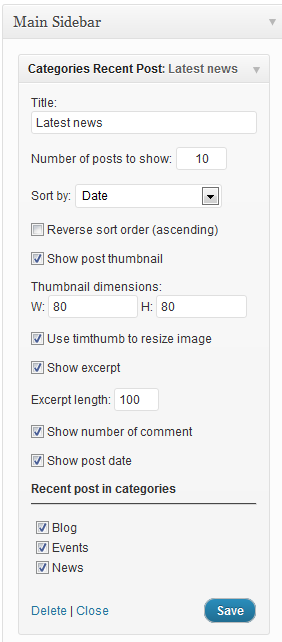 Main Sidebar
Categories Recent Post: Latest news
Title:
Latest news
Number of posts to show: 10
Sort by: Date
Reverse sort order (ascending)
Show post thumbnail
Thumbnail dimensions:
W: 80 H: 80
Use timthumb to resize image
Show excerpt
Excerpt length: 100
Show number of comment
Show post date
Recent post in categories
Blog
Events
News
Delete | Close Save